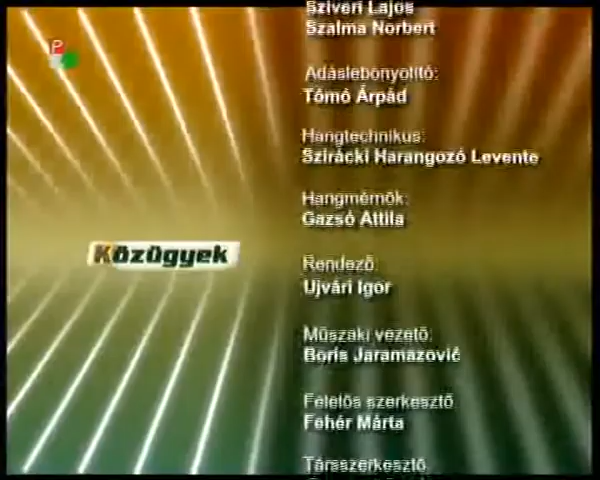 Sziveri Lajos
Szalma Norbert
Adáslebonyolító:
Tómó Árpád
Hangtechnikus:
Szirácki Harangozó Levente
Hangmérnök:
Gazsó Attila
Közügyek
Rendező:
Ujvári Igor
Műszaki vezető:
Boris Jaramazović
Felelős szerkesztő
Fehér Márta
Társszerkesztő
P